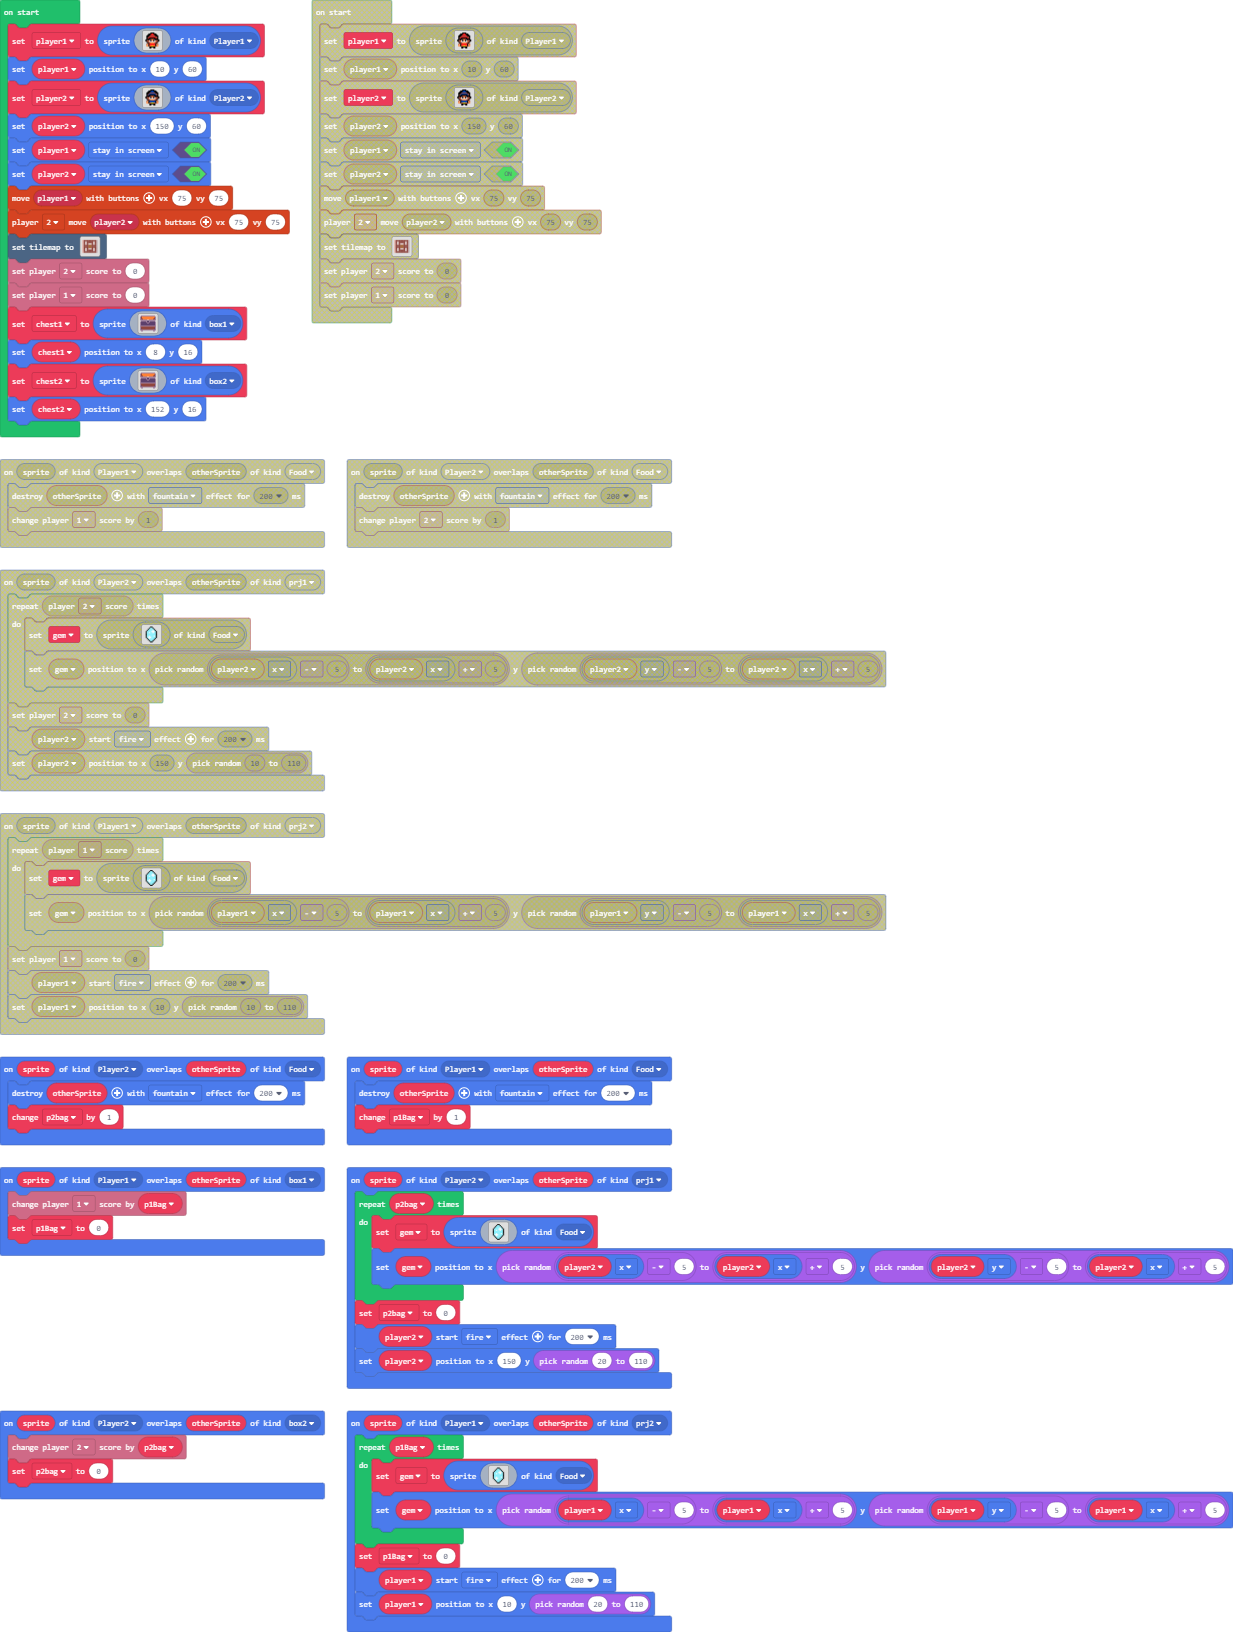 on start
set player1 to sprite of kind Player1
set player1 position to x 10 y 60
set player2 to sprite of kind Player2
set player2 position to x 150 y 60
set player1 stay in screen ON
set player2 stay in screen ON
move player1 with buttons + vx 75 vy 75
player 2 move player2 with buttons + vx 75 vy 75
set tilemap to
set player 2 score to 0
set player 1 score to 0
set chest1 to sprite of kind box1
set chest1 position to x 8 y 16
set chest2 to sprite of kind box2
set chest2 position to x 152 y 16
on start
set player1 to sprite of kind Player1
set player1 position to x 10 y 60
set player2 to sprite of kind Player2
set player2 position to x 150 y 60
set player1 stay in screen ON
set player2 stay in screen ON
move player1 with buttons + vx 75 vy 75
player 2 move player2 with buttons + vx 75 vy 75
set tilemap to
set player 2 score to 0
set player 1 score to 0
on sprite of kind Player1 overlaps otherSprite of kind Food
destroy otherSprite + with fountain effect for 200 ms
change player 1 score by 1
on sprite of kind Player2 overlaps otherSprite of kind Food
destroy otherSprite + with fountain effect for 200 ms
change player 2 score by 1
on sprite of kind Player2 overlaps otherSprite of kind prj1
repeat player 2 score times
do
set gem to sprite of kind Food
set gem position to x pick random player2 x - 5 to player2 x + 5 y pick random player2 y - 5 to player2 x + 5
set player 2 score to 0
player2 start fire effect + for 200 ms
set player2 position to x 150 y pick random 10 to 110
on sprite of kind Player1 overlaps otherSprite of kind prj2
repeat player 1 score times
do
set gem to sprite of kind Food
set gem position to x pick random player1 x - 5 to player1 x + 5 y pick random player1 y - 5 to player1 x + 5
set player 1 score to 0
player1 start fire effect + for 200 ms
set player1 position to x 10 y pick random 10 to 110
on sprite of kind Player2 overlaps otherSprite of kind Food
destroy otherSprite + with fountain effect for 200 ms
change p2bag by 1
on sprite of kind Player1 overlaps otherSprite of kind Food
destroy otherSprite + with fountain effect for 200 ms
change p1Bag by 1
on sprite of kind Player1 overlaps otherSprite of kind box1
change player 1 score by p1Bag
set p1Bag to 0
on sprite of kind Player2 overlaps otherSprite of kind prj1
repeat p2bag times
do
set gem to sprite of kind Food
set gem position to x pick random player2 x - 5 to player2 x + 5 y pick random player2 y - 5 to player2 x + 5
set p2bag to 0
player2 start fire effect + for 200 ms
set player2 position to x 150 y pick random 20 to 110
on sprite of kind Player2 overlaps otherSprite of kind box2
change player 2 score by p2bag
set p2bag to 0
on sprite of kind Player1 overlaps otherSprite of kind prj2
repeat p1Bag times
do
set gem to sprite of kind Food
set gem position to x pick random player1 x - 5 to player1 x + 5 y pick random player1 y - 5 to player1 x + 5
set p1Bag to 0
player1 start fire effect + for 200 ms
set player1 position to x 10 y pick random 20 to 110